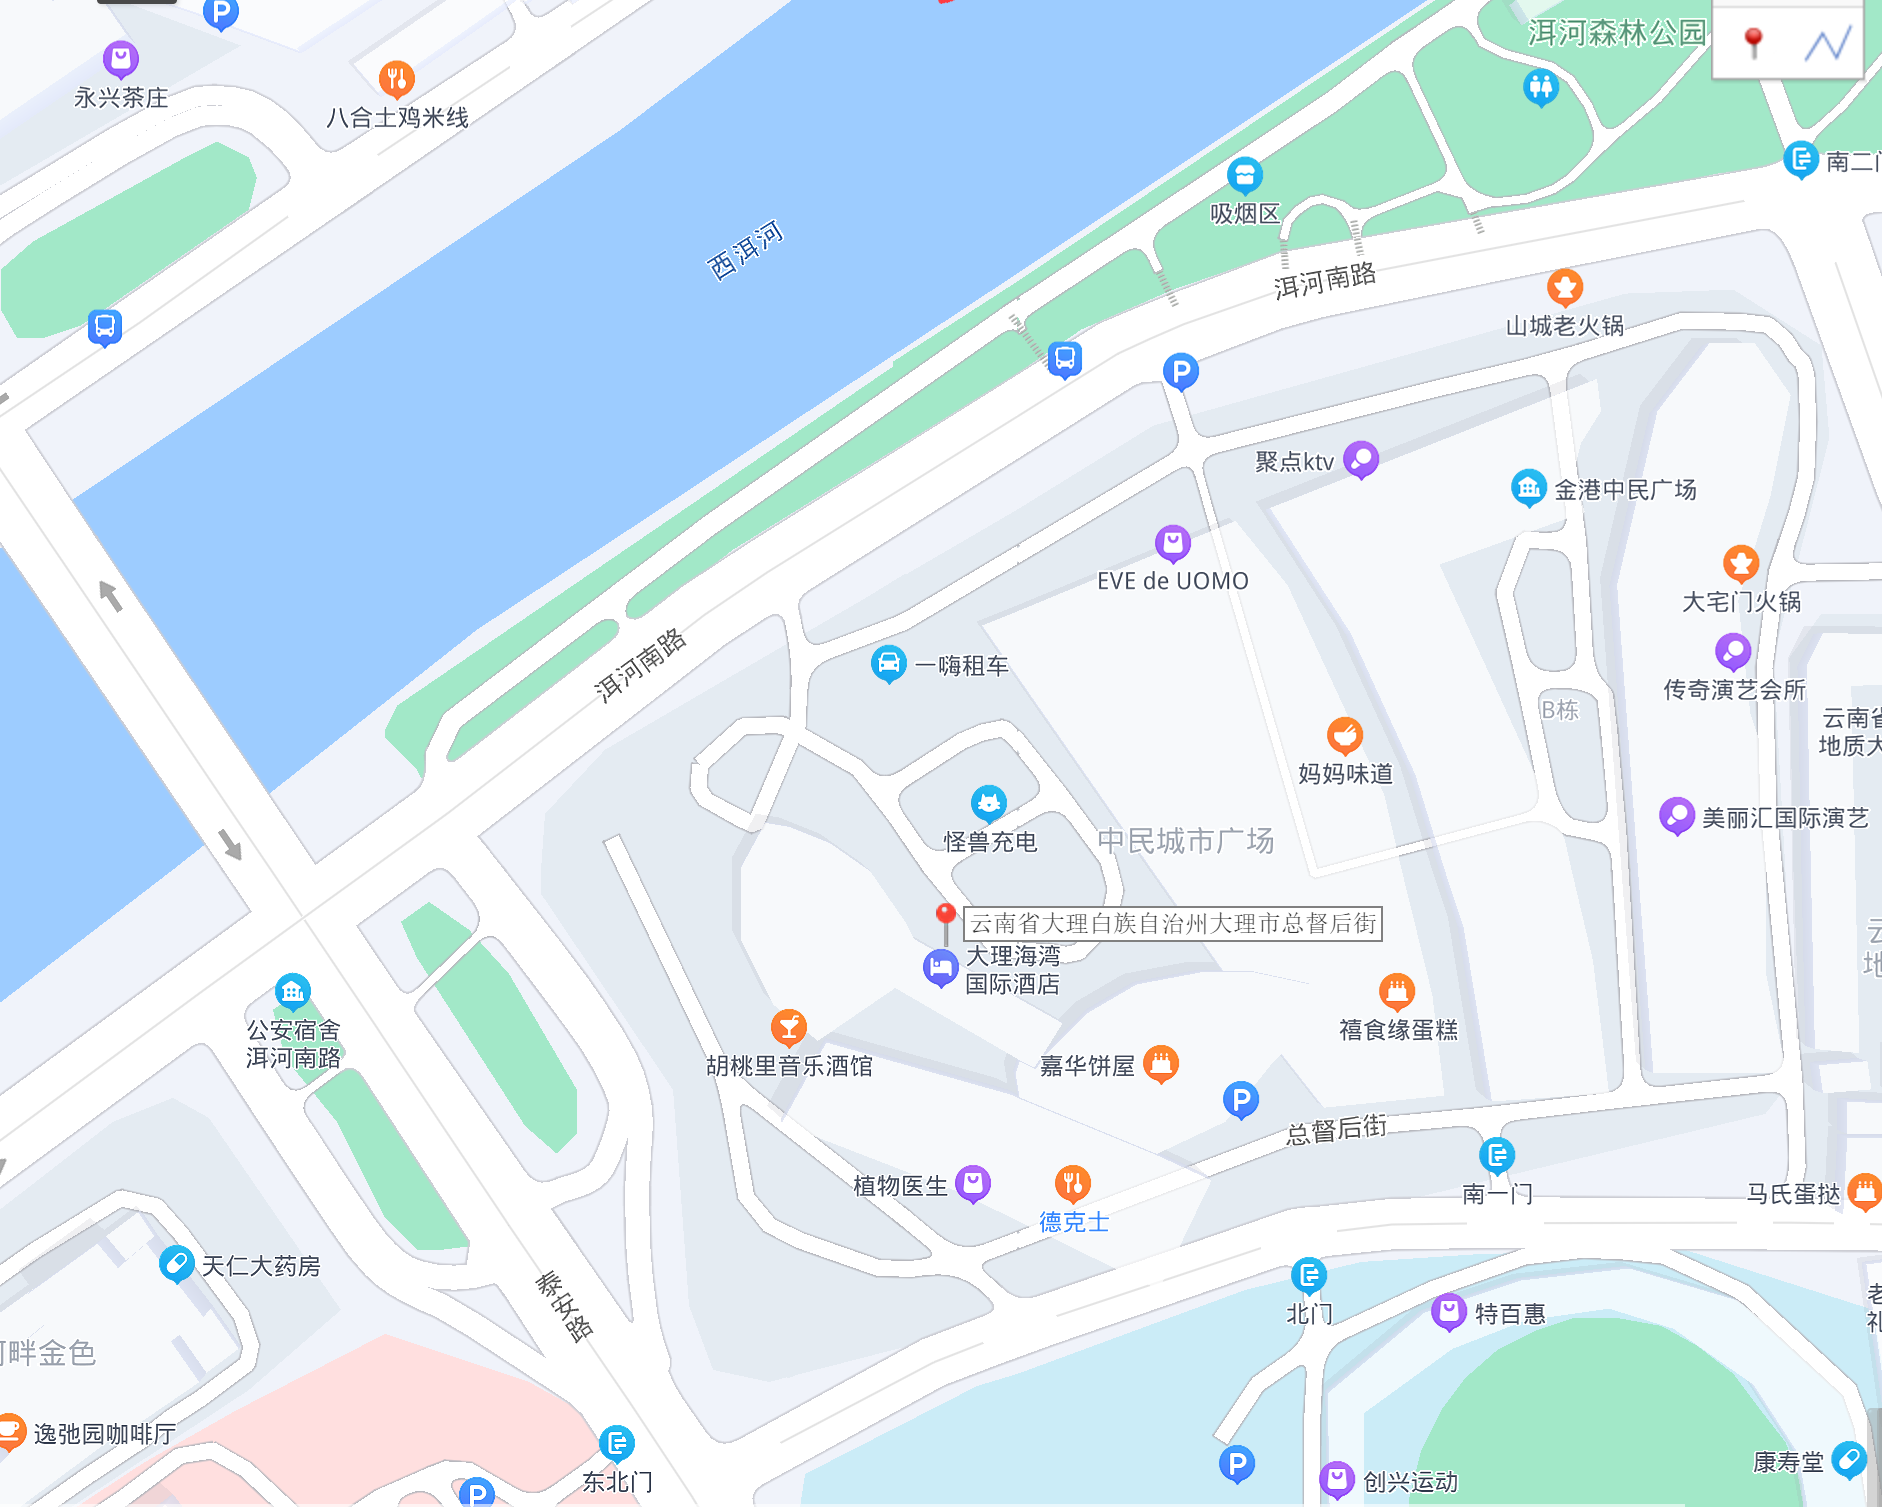 洱河森林公园
永兴茶庄
八合土鸡米线
南二门
吸烟区
西洱河
洱河南路
山城老火锅
聚点ktv
金港中民广场
EVE de UOMO
大宅门火锅
洱河南路
一嗨租车
传奇演艺会所
B栋
云南省
地质大
妈妈味道
美丽汇国际演艺
怪兽充电
中民城市广场
云南省大理白族自治州大理市总督后街
大理海湾
国际酒店
公安宿舍
洱河南路
禧食缘蛋糕
胡桃里音乐酒馆
嘉华饼屋
总督后街
植物医生
德克士
南一门
马氏蛋挞
天仁大药房
泰安路
北门
特百惠
河畔金色
逸弛园咖啡厅
东北门
创兴运动
康寿堂
P
P
P
P
P